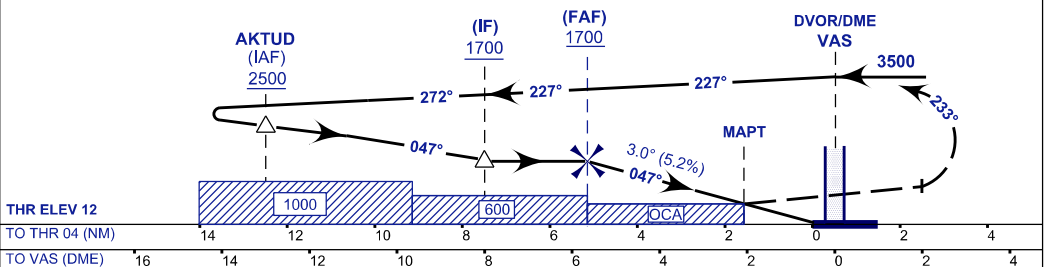 DVOR/DME
VAS
(FAF)
1700
(IF)
1700
AKTUD
(IAF)
2500
3500
227°
227°
272°
233°
MAPT
047°
3.0° (5.2%)
047°
1000
600
OCA
THR ELEV 12
TO THR 04 (NM) 14 12 10 8 6 4 2 0 2 4
TO VAS (DME) 16 14 12 0 8 6 4 2 0 2 4